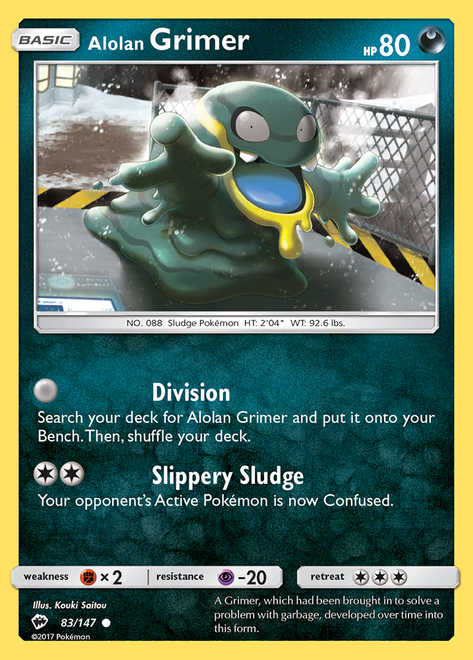 BASIC Alolan Grimer HP 80
NO. 088 Sludge Pokémon HT: 2'04" WT: 92.6 lbs.
Division
Search your deck for Alolan Grimer and put it onto your
Bench. Then, shuffle your deck.
Slippery Sludge
Your opponent's Active Pokémon is now Confused.
weakness × 2 resistance -20 retreat
Illus. Kouki Saitou
83/147
©2017 Pokémon
A Grimer, which had been brought in to solve a
problem with garbage, developed over time into
this form.